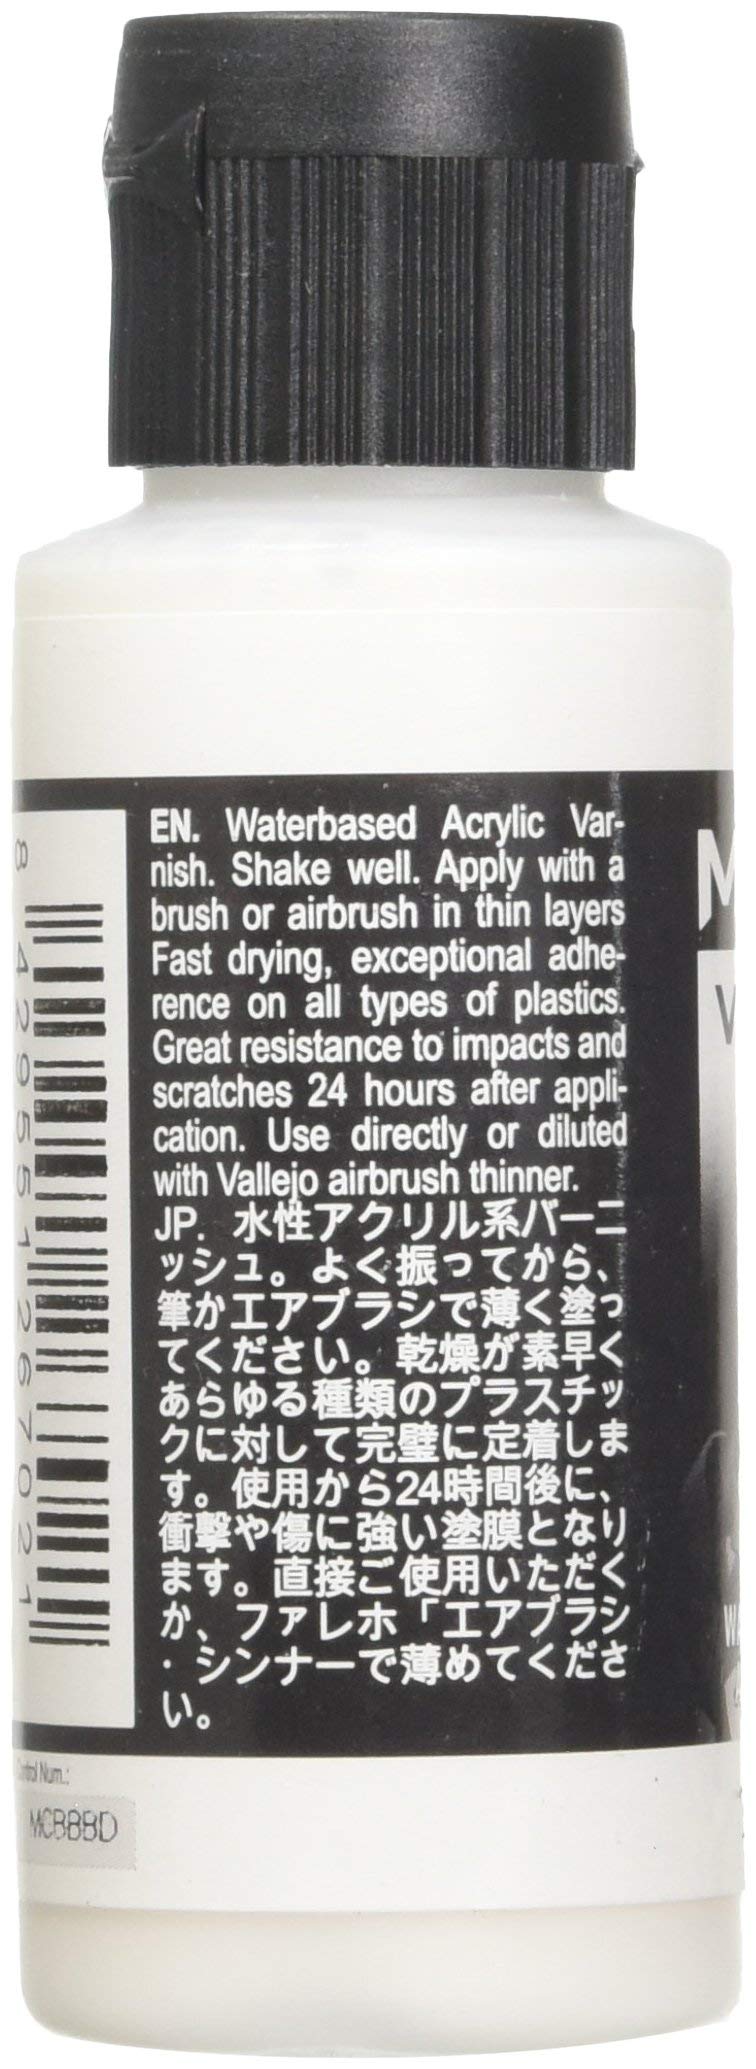 EN. Waterbased Acrylic Var-
nish. Shake well. Apply with a
brush or airbrush in thin layers
Fast drying, exceptional adhe-
rence on all types of plastics.
Great resistance to impacts and
scratches 24 hours after appli-
cation. Use directly or diluted
with Vallejo airbrush thinner.
JP. 水性アクリル系バーニ
ッシュ。よく振ってから、
筆かエアブラシで薄く塗っ
てください。乾燥が素早く
あらゆる種類のプラスチッ
クに対して完璧に定着しま
す。使用から24時間後に、
衝撃や傷に強い塗膜となり
ます。直接ご使用いただく
か、ファレホ「エアブラシ
・シンナーで薄めてくださ
い。
8 429551 267021
Control Num.:
MCBBBD